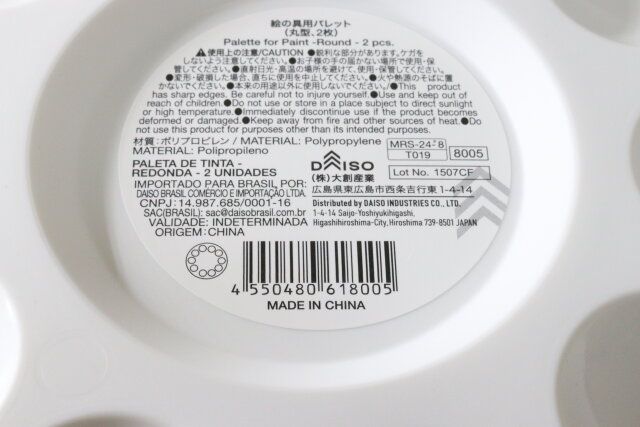 絵の具用パレット
(丸型、2枚)
Palette for Paint -Round - 2 pcs.
⚠使用上の注意/CAUTION ●鋭利な部分があります。ケガを
しないよう注意してください。●お子様の手の届かない場所で使用・保
管してください。●直射日光・高温の場所を避けて、使用・保管してください。
●変形・破損した場合、直ちに使用を中止してください。●火や熱源のそばに置
かないでください。●本来の用途以外に使用しないでください。/●This product
has sharp edges. Be careful not to injure yourself.●Use and keep out of
reach of children.●Do not use or store in a place subject to direct sunlight
or high temperature.●Immediately discontinue use if the product becomes
deformed or damaged.●Keep away from fire and other sources of heat.●Do
not use this product for purposes other than its intended purpose.
材質:ポリプロピレン / MATERIAL: Polypropylene
MATERIAL: Polipropileno
MRS-24-8
T019
8005
PALETA DE TINTA -
REDONDA - 2 UNIDADES
DAISO
Lot No. 1507CF
IMPORTADO PARA BRASIL POR:
DAISO BRASIL COMÉRCIO E IMPORTAÇÃO LTDA.
CNPJ: 14.987.685/0001-16
SAC(BRASIL): sac@daisobrasil.com.br
VALIDADE: INDETERMINADA
ORIGEM: CHINA
(株)大創産業
広島県東広島市西条吉行東1-4-14
Distributed by DAISO INDUSTRIES CO., LTD.
1-4-14 Saijo-Yoshiyukihigashi,
Higashihiroshima-City, Hiroshima 739-8501 JAPAN
4 550480 618005
MADE IN CHINA